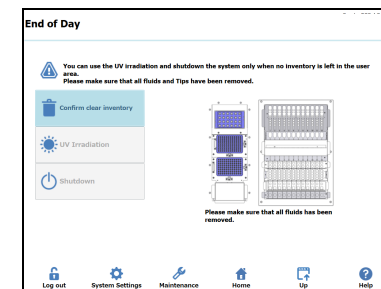 End of Day
You can use the UV irradiation and shutdown the system only when no inventory is left in the user
area.
Please make sure that all fluids and Tips have been removed.
Confirm clear inventory
UV Irradiation
Shutdown
Please make sure that all fluids has been
removed.
Log out
System Settings
Maintenance
Home
Up
Help